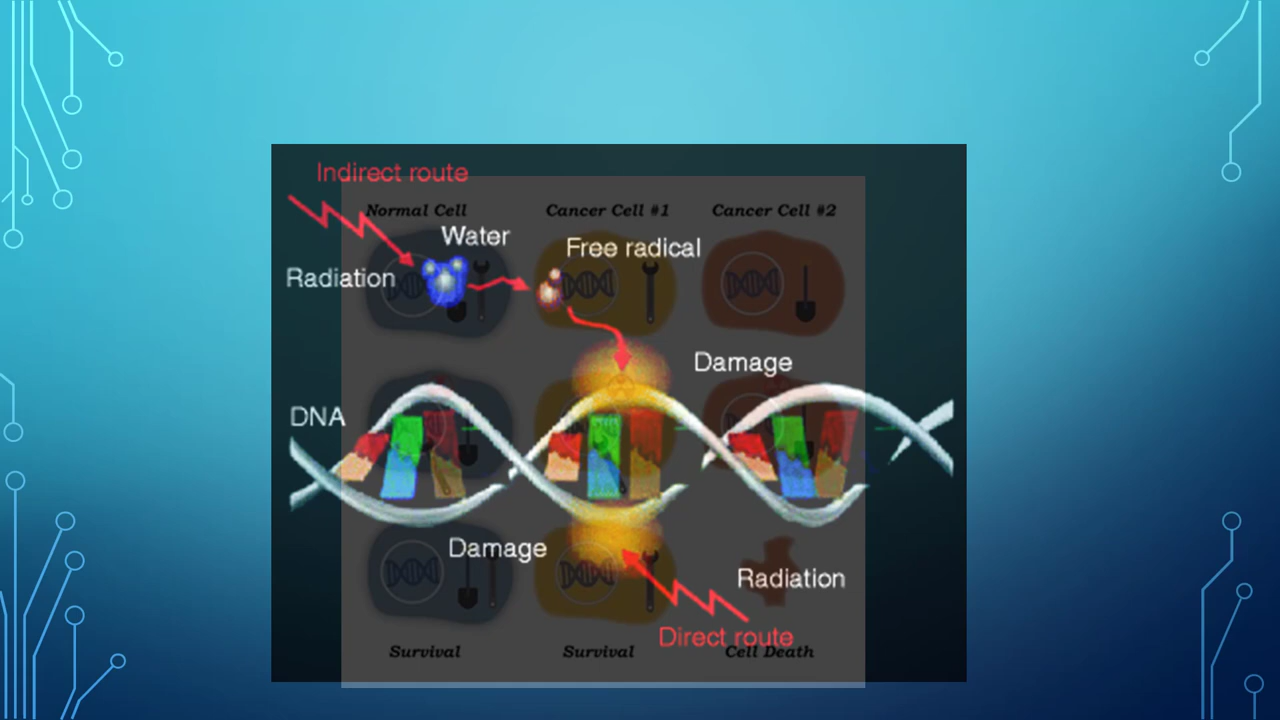 Indirect route
Normal Cell
Cancer Cell #1
Cancer Cell #2
Water
Free radical
Radiation
Damage
DNA
Damage
Radiation
Direct route
Survival
Survival
Cell Death